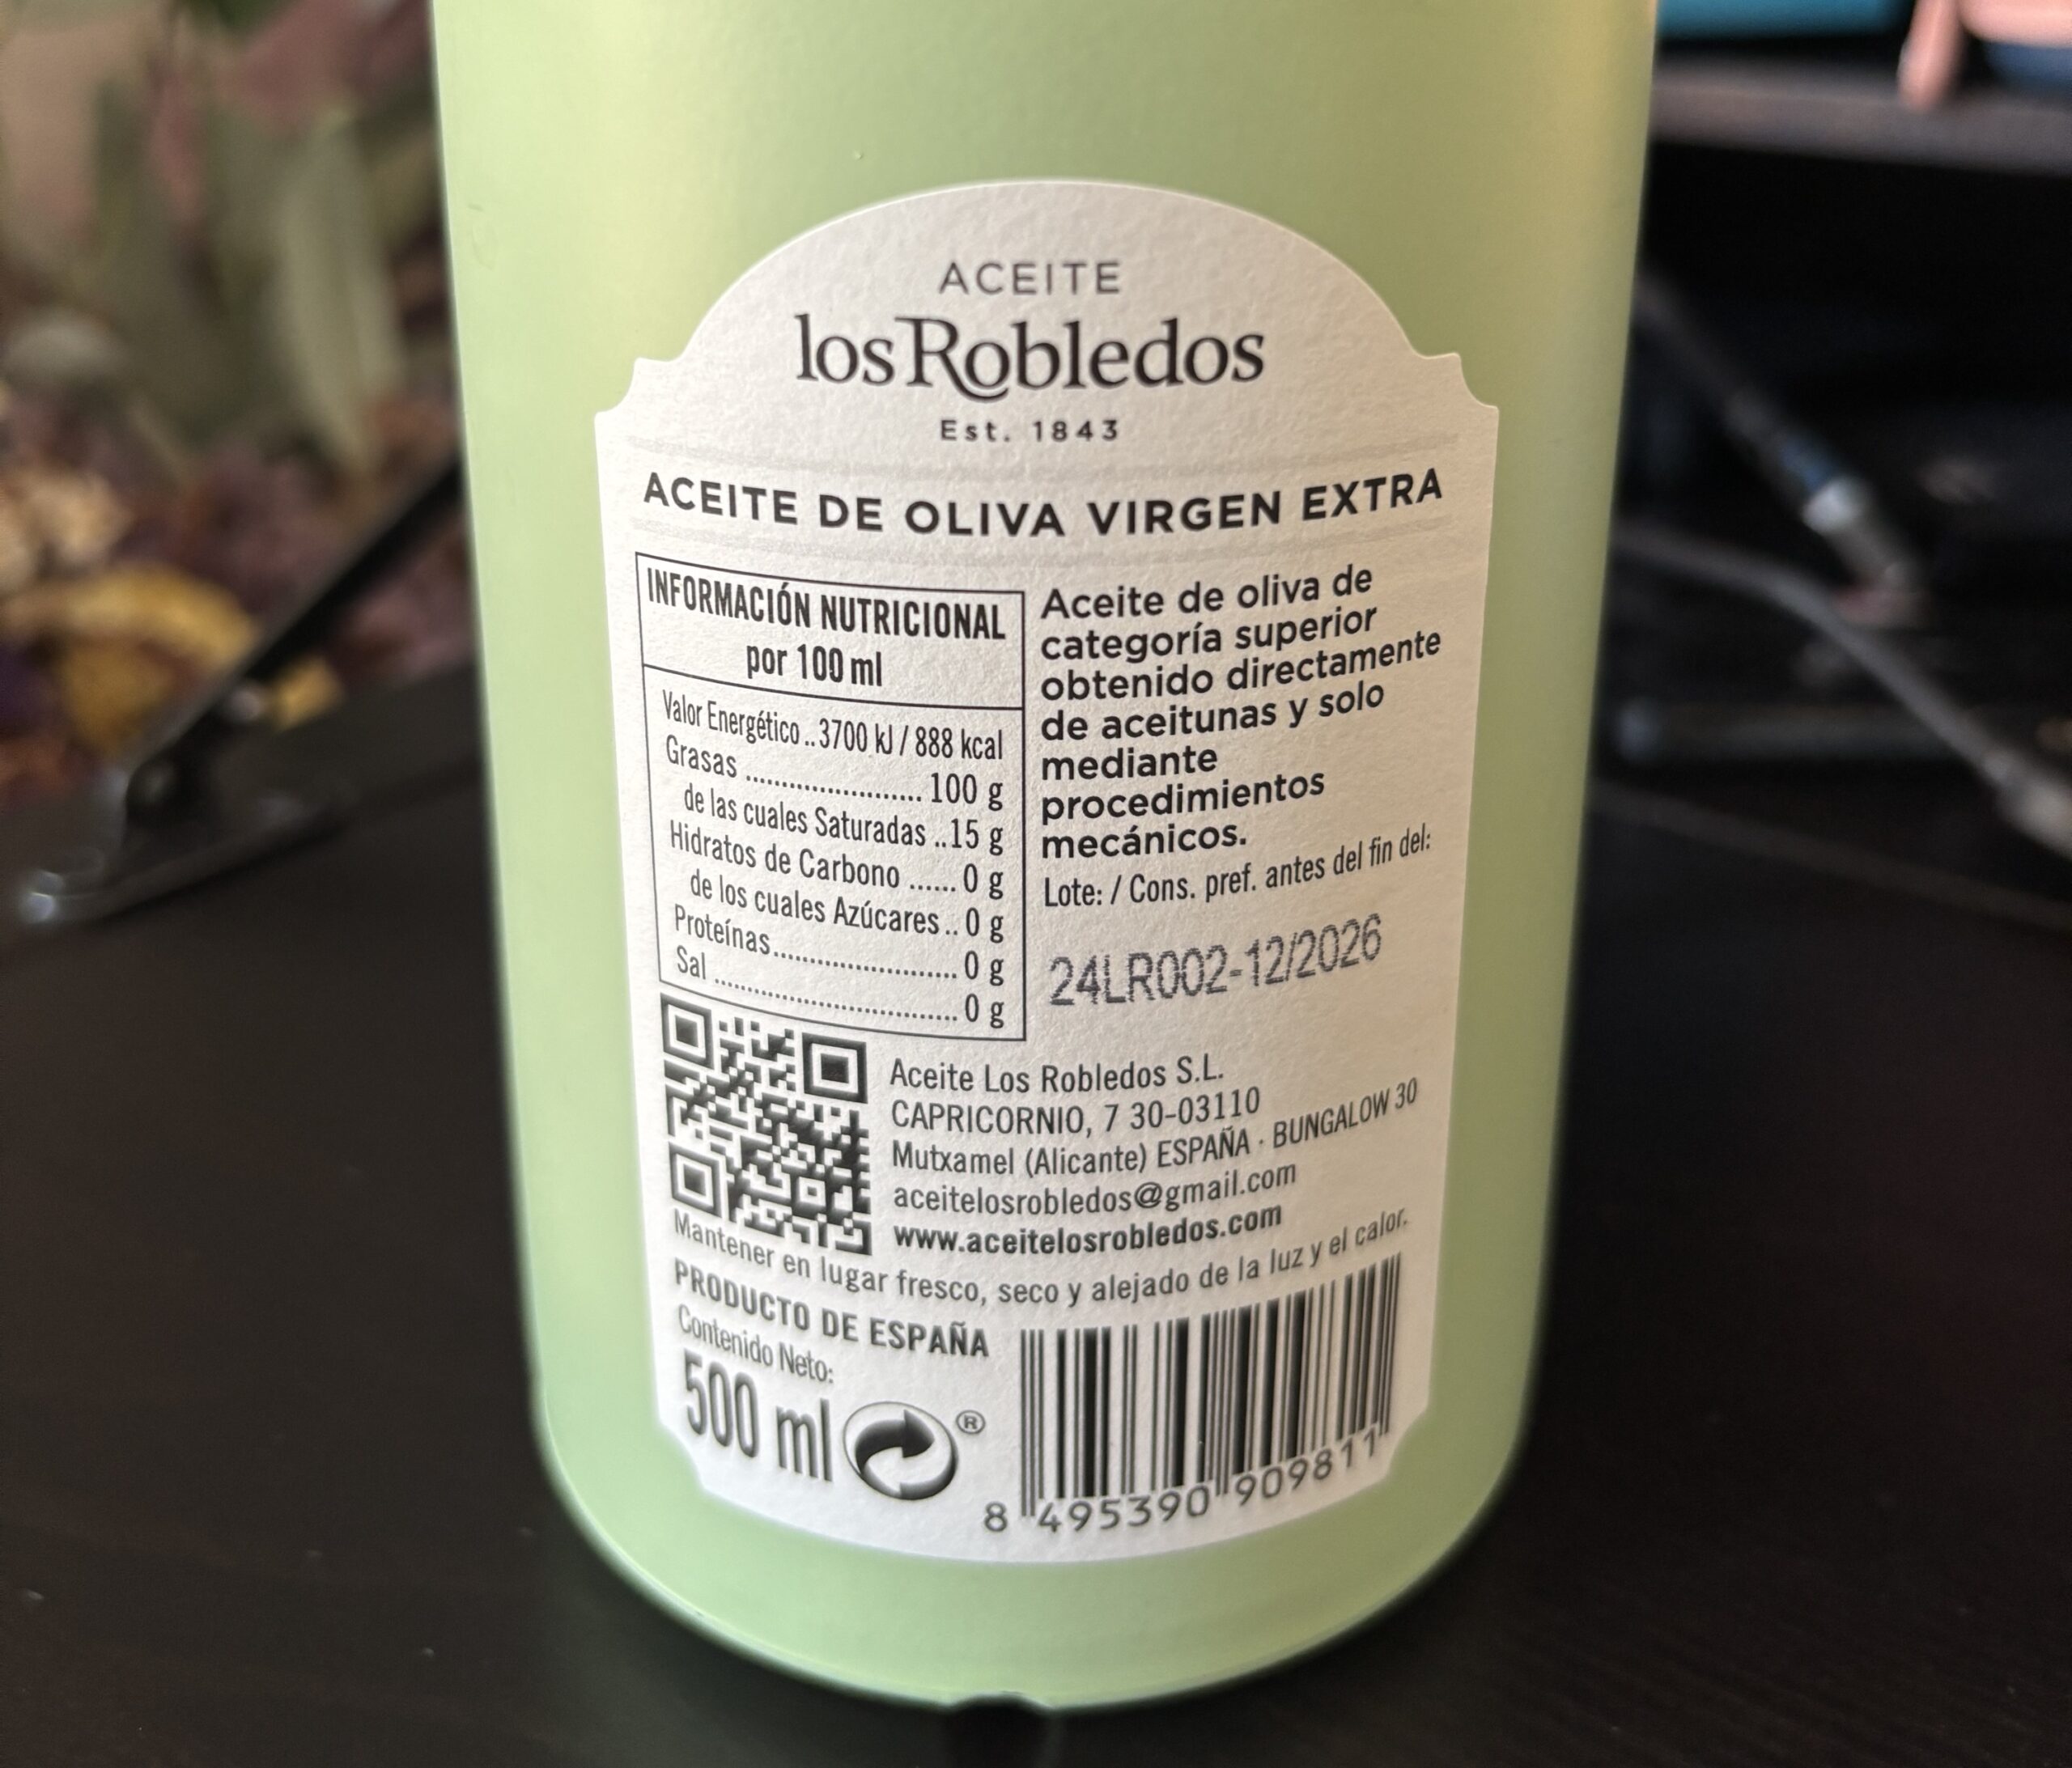 ACEITE
los Robledos
Est. 1843
ACEITE DE OLIVA VIRGEN EXTRA
INFORMACIÓN NUTRICIONAL
por 100 ml
Valor Energético .. 3700 kJ / 888 kcal
Grasas ........................ 100 g
de las cuales Saturadas .. 15 g
Hidratos de Carbono ...... 0 g
de los cuales Azúcares .. 0 g
Proteínas......................... 0 g
Sal ................................. 0 g
Aceite de oliva de
categoría superior
obtenido directamente
de aceitunas y solo
mediante
procedimientos
mecánicos.
Lote: / Cons. pref. antes del fin del:
24LR002-12/2026
Aceite Los Robledos S.L.
CAPRICORNIO, 7 30-03110
Mutxamel (Alicante) ESPAÑA · BUNGALOW 30
aceitelosrobledos@gmail.com
www.aceitelosrobledos.com
Mantener en lugar fresco, seco y alejado de la luz y el calor.
PRODUCTO DE ESPAÑA
Contenido Neto:
500 ml ®
8 495390 909811